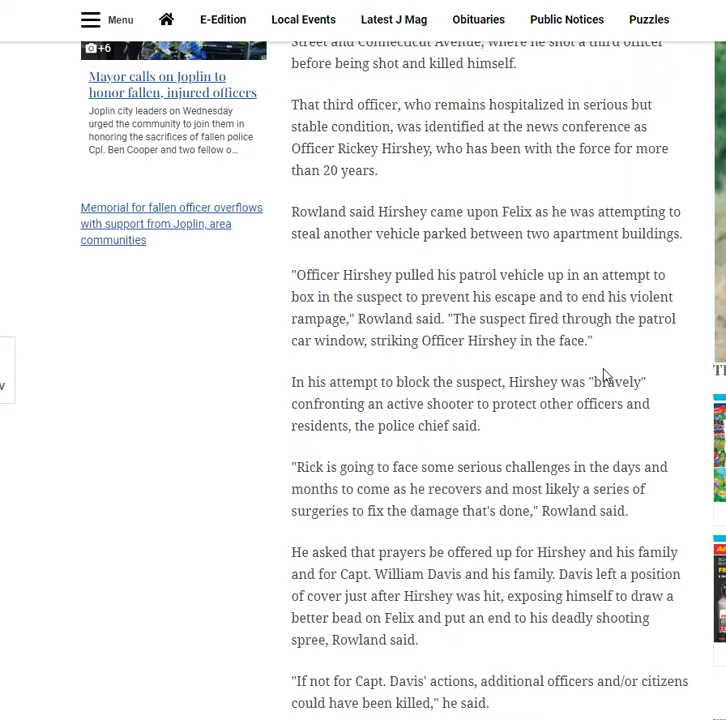 Menu
E-Edition
Local Events
Latest J Mag
Obituaries
Public Notices
Puzzles
+6
Mayor calls on Joplin to
honor fallen, injured officers
Joplin city leaders on Wednesday
urged the community to join them in
honoring the sacrifices of fallen police
Cpl. Ben Cooper and two fellow o...
Memorial for fallen officer overflows
with support from Joplin, area
communities
Street and Connecticut Avenue, where he shot a third officer
before being shot and killed himself.
That third officer, who remains hospitalized in serious but
stable condition, was identified at the news conference as
Officer Rickey Hirshey, who has been with the force for more
than 20 years.
Rowland said Hirshey came upon Felix as he was attempting to
steal another vehicle parked between two apartment buildings.
"Officer Hirshey pulled his patrol vehicle up in an attempt to
box in the suspect to prevent his escape and to end his violent
rampage," Rowland said. "The suspect fired through the patrol
car window, striking Officer Hirshey in the face."
In his attempt to block the suspect, Hirshey was "bravely"
confronting an active shooter to protect other officers and
residents, the police chief said.
"Rick is going to face some serious challenges in the days and
months to come as he recovers and most likely a series of
surgeries to fix the damage that's done," Rowland said.
He asked that prayers be offered up for Hirshey and his family
and for Capt. William Davis and his family. Davis left a position
of cover just after Hirshey was hit, exposing himself to draw a
better bead on Felix and put an end to his deadly shooting
spree, Rowland said.
"If not for Capt. Davis' actions, additional officers and/or citizens
could have been killed," he said.